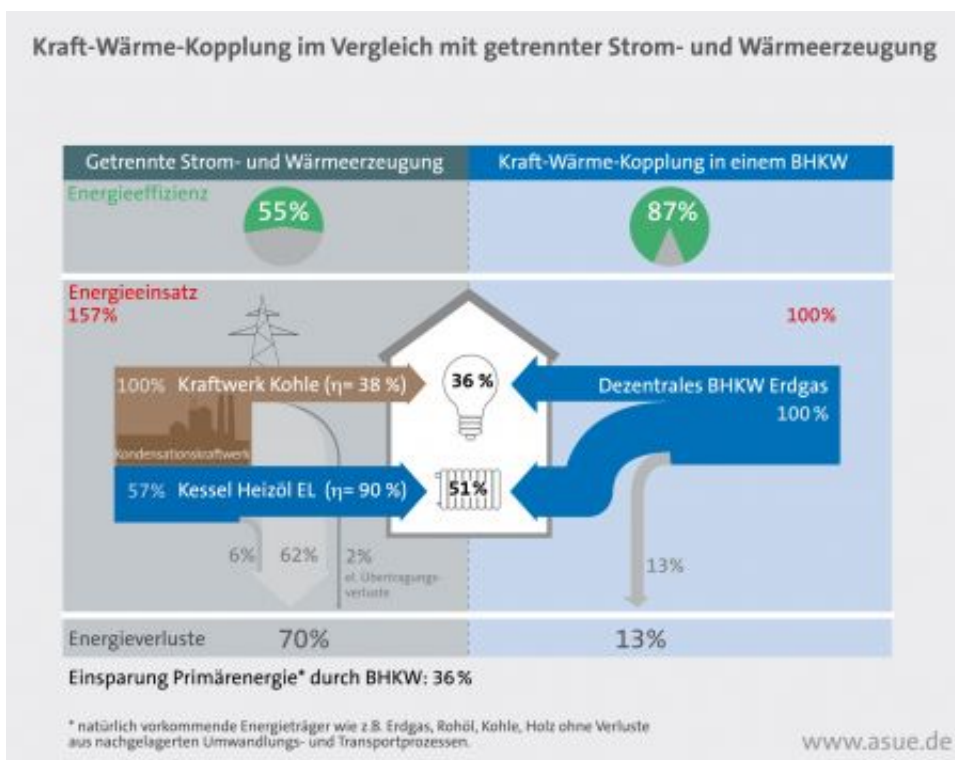 Kraft-Wärme-Kopplung im Vergleich mit getrennter Strom- und Wärmeerzeugung
Getrennte Strom- und Wärmeerzeugung
Kraft-Wärme-Kopplung in einem BHKW
Energieeffizienz
55%
87%
Energieeinsatz
157%
100%
100% Kraftwerk Kohle (η= 38 %)
36 %
Dezentrales BHKW Erdgas
100 %
Kondensationskraftwerk
57% Kessel Heizöl EL (η= 90 %)
51%
6%
62%
2%
el. Übertragungs-
verluste
13%
Energieverluste
70%
13%
Einsparung Primärenergie* durch BHKW: 36 %
* natürlich vorkommende Energieträger wie z.B. Erdgas, Rohöl, Kohle, Holz ohne Verluste
aus nachgelagerten Umwandlungs- und Transportprozessen.
www.asue.de